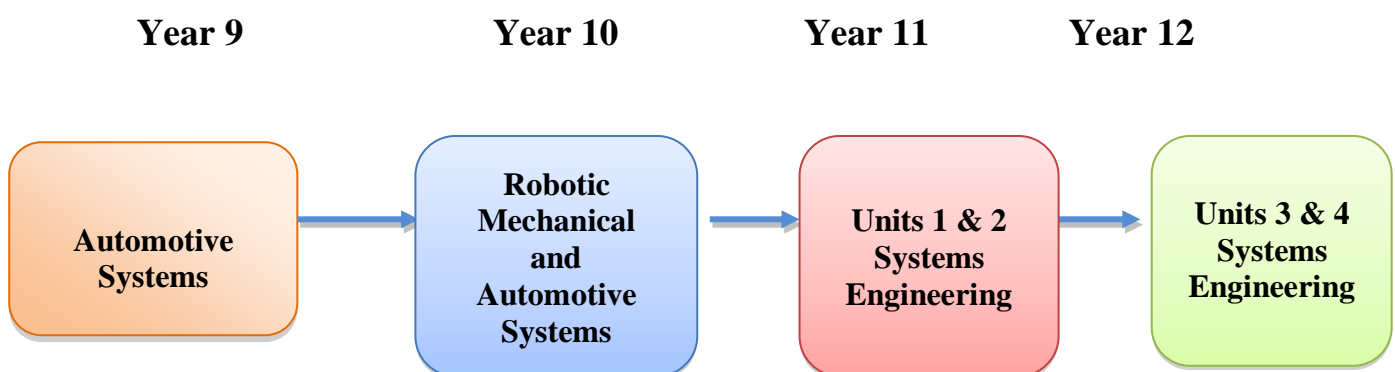 Year 9
Year 10
Year 11
Year 12
Automotive
Systems
Robotic
Mechanical
and
Automotive
Systems
Units 1 & 2
Systems
Engineering
Units 3 & 4
Systems
Engineering